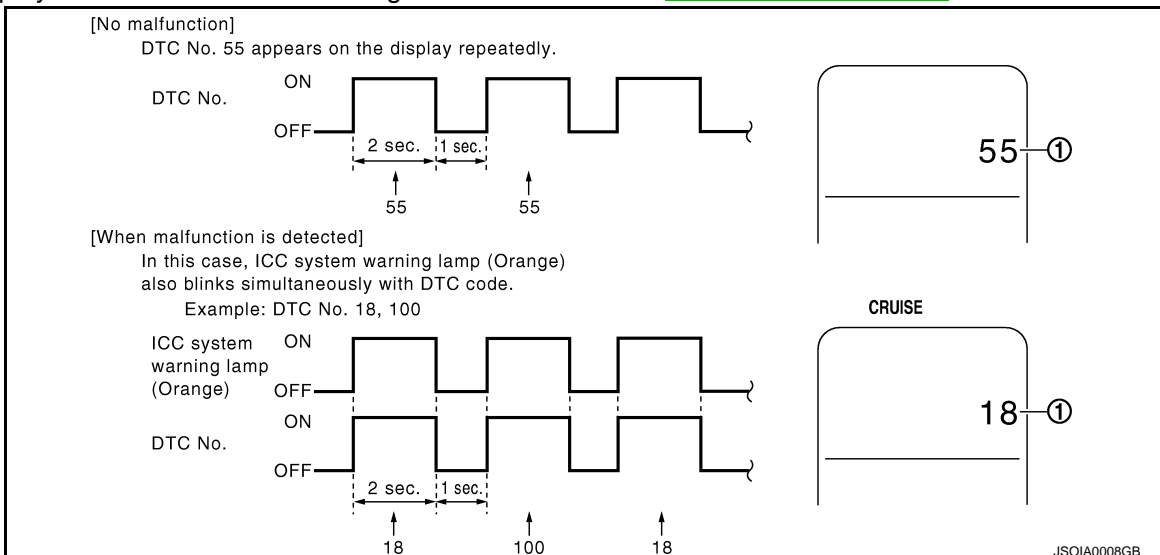 [No malfunction]
DTC No. 55 appears on the display repeatedly.
DTC No.
ON
OFF
2 sec.
1 sec.
55
55
55
1
[When malfunction is detected]
In this case, ICC system warning lamp (Orange)
also blinks simultaneously with DTC code.
Example: DTC No. 18, 100
ICC system
warning lamp
(Orange)
ON
OFF
DTC No.
ON
OFF
2 sec.
1 sec.
18
100
18
CRUISE
18
1
JSOIA0008GB